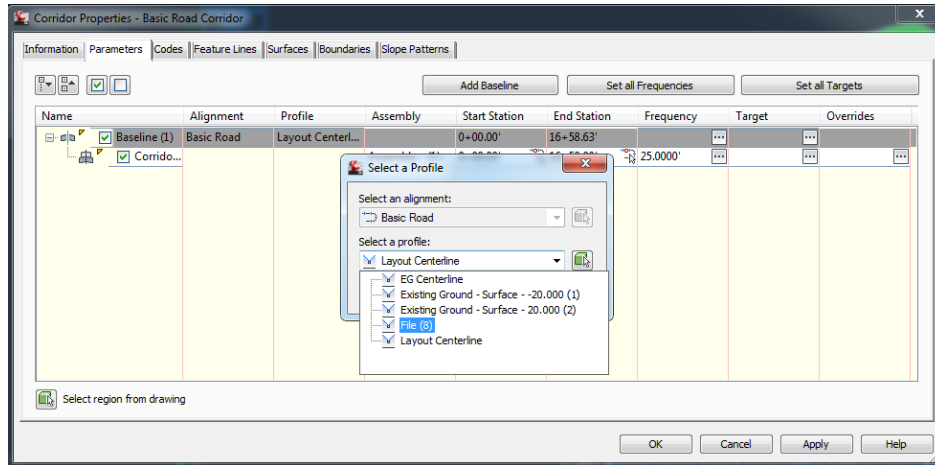 Corridor Properties - Basic Road Corridor
x
Information Parameters Codes Feature Lines Surfaces Boundaries Slope Patterns
Add Baseline Set all Frequencies Set all Targets
Name Alignment Profile Assembly Start Station End Station Frequency Target Overrides
Baseline (1) Basic Road Layout Centerl... 0+00.00' 16+58.63'
Corrido... 25.0000'
Select a Profile
x
Select an alignment:
Basic Road
Select a profile:
Layout Centerline
EG Centerline
Existing Ground - Surface - -20.000 (1)
Existing Ground - Surface - 20.000 (2)
File (8)
Layout Centerline
Select region from drawing
OK Cancel Apply Help